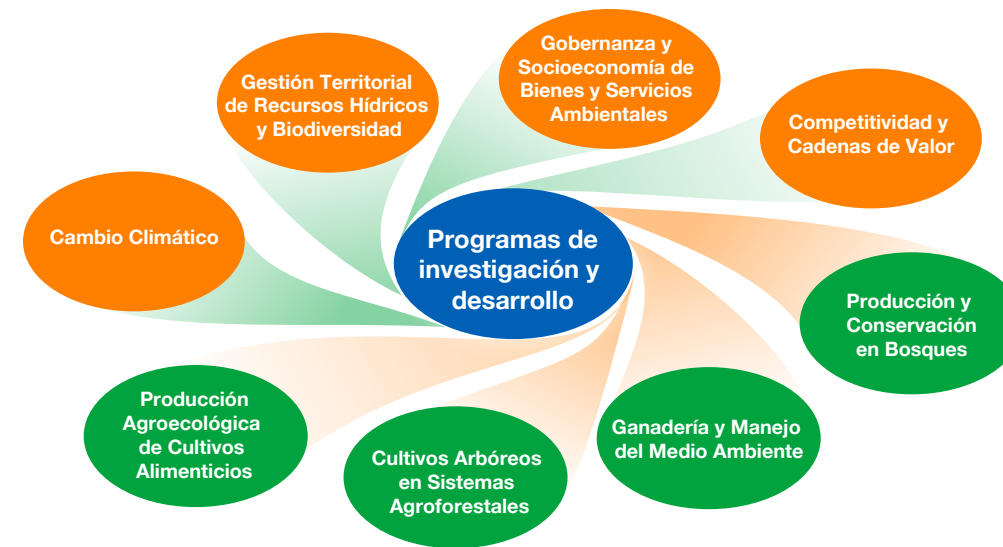 Gobernanza y
Socioeconomía de
Bienes y Servicios
Ambientales
Gestión Territorial
de Recursos Hídricos
y Biodiversidad
Competitividad y
Cadenas de Valor
Cambio Climático
Programas de
investigación y
desarrollo
Producción y
Conservación
en Bosques
Producción
Agroecológica
de Cultivos
Alimenticios
Cultivos Arbóreos
en Sistemas
Agroforestales
Ganadería y Manejo
del Medio Ambiente